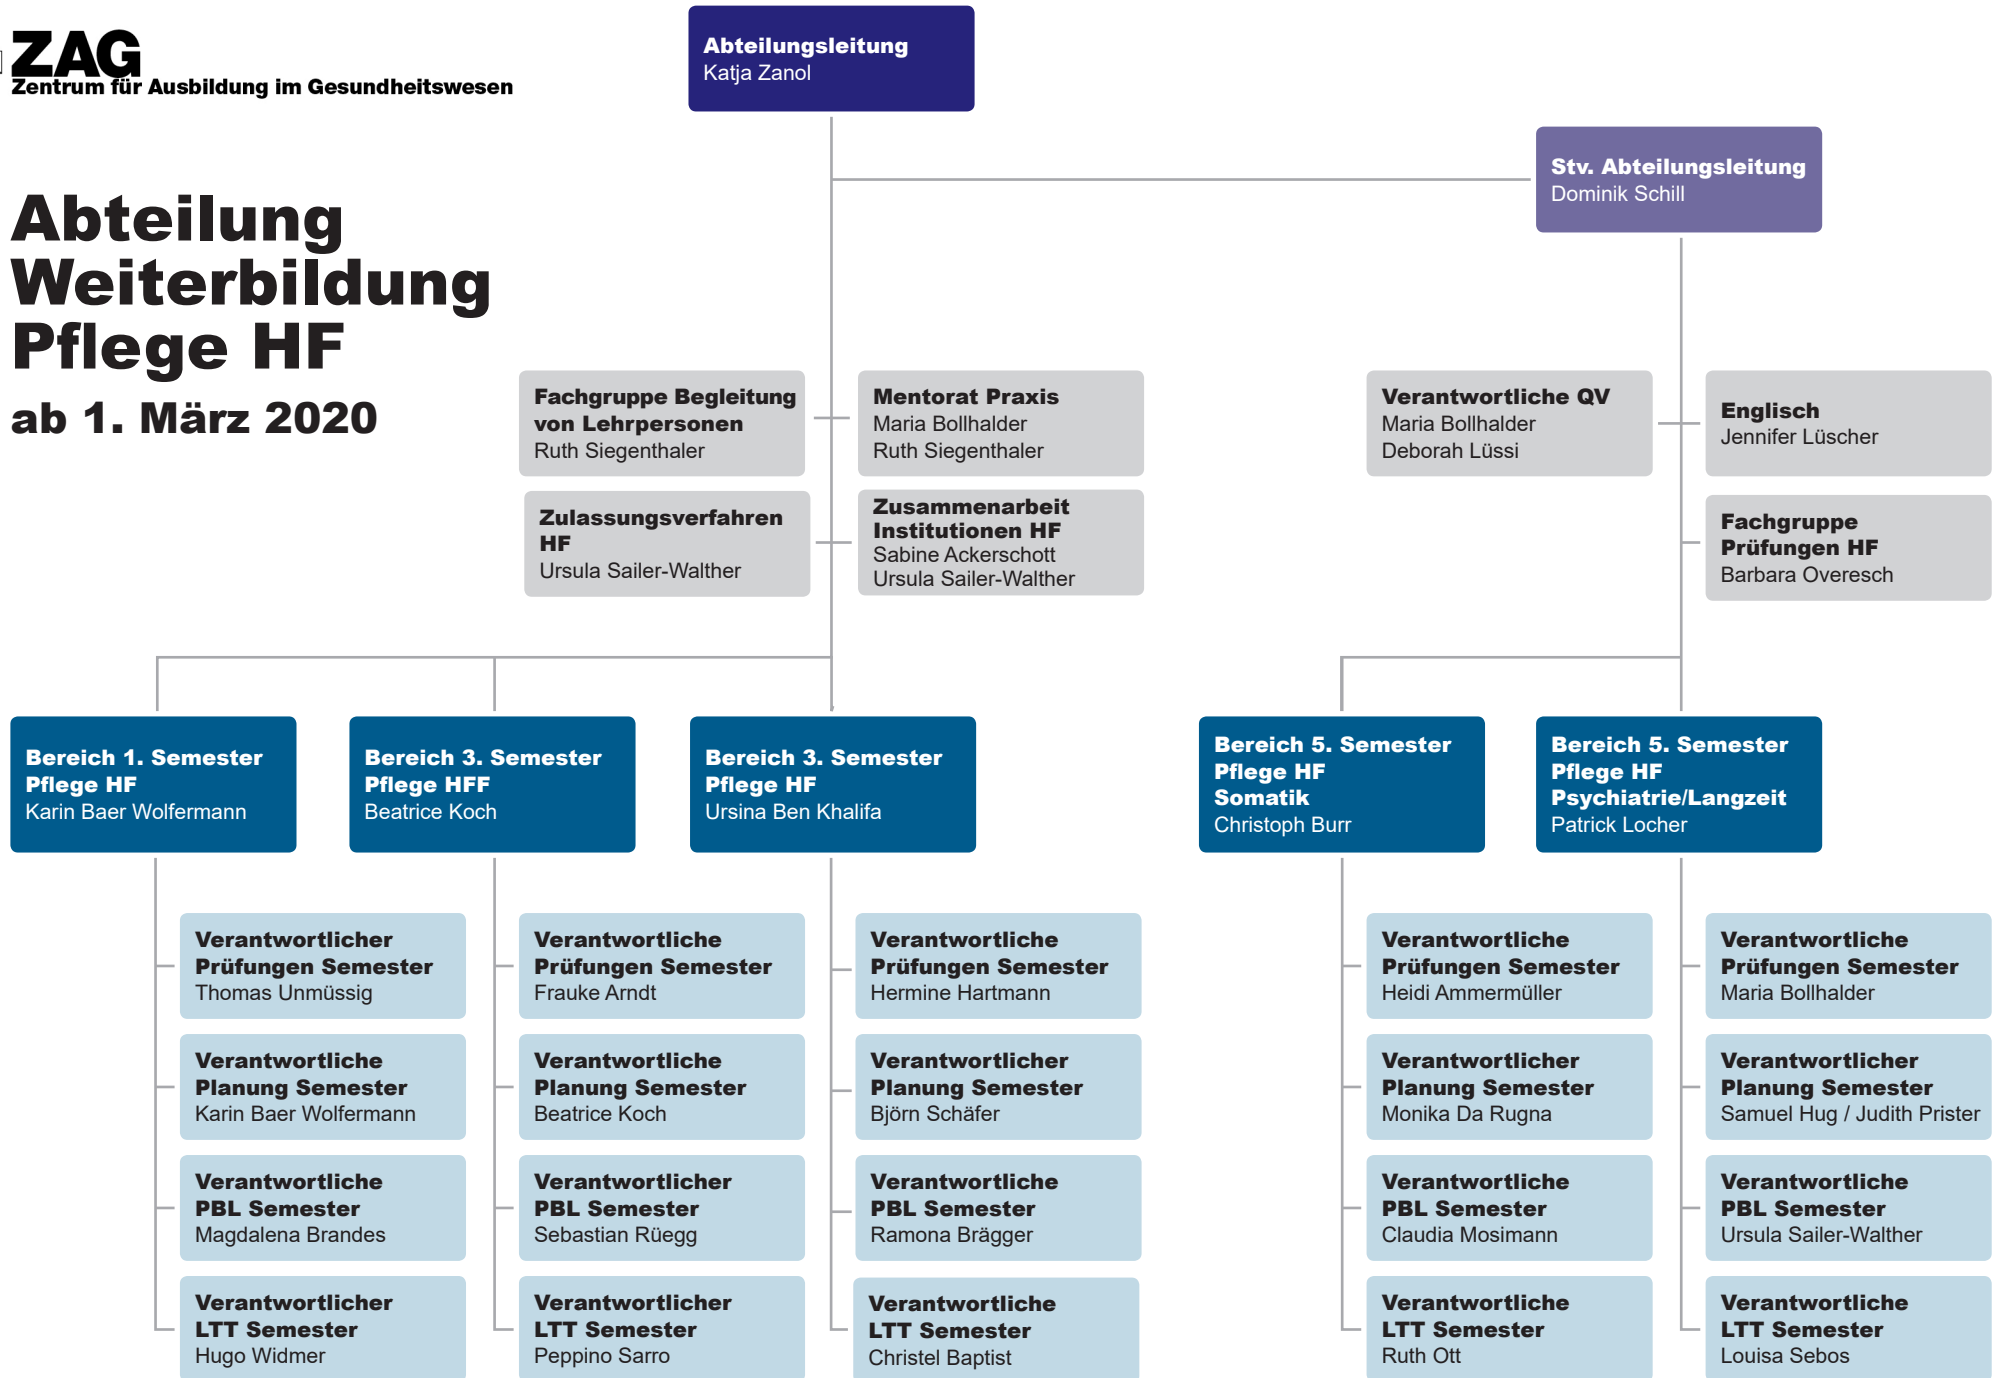 ZAG
Zentrum für Ausbildung im Gesundheitswesen
Abteilung
Weiterbildung
Pflege HF
ab 1. März 2020
Abteilungsleitung
Katja Zanol
Stv. Abteilungsleitung
Dominik Schill
Fachgruppe Begleitung
von Lehrpersonen
Ruth Siegenthaler
Mentorat Praxis
Maria Bollhalder
Ruth Siegenthaler
Verantwortliche QV
Maria Bollhalder
Deborah Lüssi
Englisch
Jennifer Lüscher
Zulassungsverfahren
HF
Ursula Sailer-Walther
Zusammenarbeit
Institutionen HF
Sabine Ackerschott
Ursula Sailer-Walther
Fachgruppe
Prüfungen HF
Barbara Overesch
Bereich 1. Semester
Pflege HF
Karin Baer Wolfermann
Bereich 3. Semester
Pflege HFF
Beatrice Koch
Bereich 3. Semester
Pflege HF
Ursina Ben Khalifa
Bereich 5. Semester
Pflege HF
Somatik
Christoph Burr
Bereich 5. Semester
Pflege HF
Psychiatrie/Langzeit
Patrick Locher
Verantwortlicher
Prüfungen Semester
Thomas Unmüssig
Verantwortliche
Prüfungen Semester
Frauke Arndt
Verantwortliche
Prüfungen Semester
Hermine Hartmann
Verantwortliche
Prüfungen Semester
Heidi Ammermüller
Verantwortliche
Prüfungen Semester
Maria Bollhalder
Verantwortliche
Planung Semester
Karin Baer Wolfermann
Verantwortliche
Planung Semester
Beatrice Koch
Verantwortlicher
Planung Semester
Björn Schäfer
Verantwortlicher
Planung Semester
Monika Da Rugna
Verantwortlicher
Planung Semester
Samuel Hug / Judith Prister
Verantwortliche
PBL Semester
Magdalena Brandes
Verantwortlicher
PBL Semester
Sebastian Rüegg
Verantwortliche
PBL Semester
Ramona Brägger
Verantwortliche
PBL Semester
Claudia Mosimann
Verantwortliche
PBL Semester
Ursula Sailer-Walther
Verantwortlicher
LTT Semester
Hugo Widmer
Verantwortlicher
LTT Semester
Peppino Sarro
Verantwortliche
LTT Semester
Christel Baptist
Verantwortliche
LTT Semester
Ruth Ott
Verantwortliche
LTT Semester
Louisa Sebos